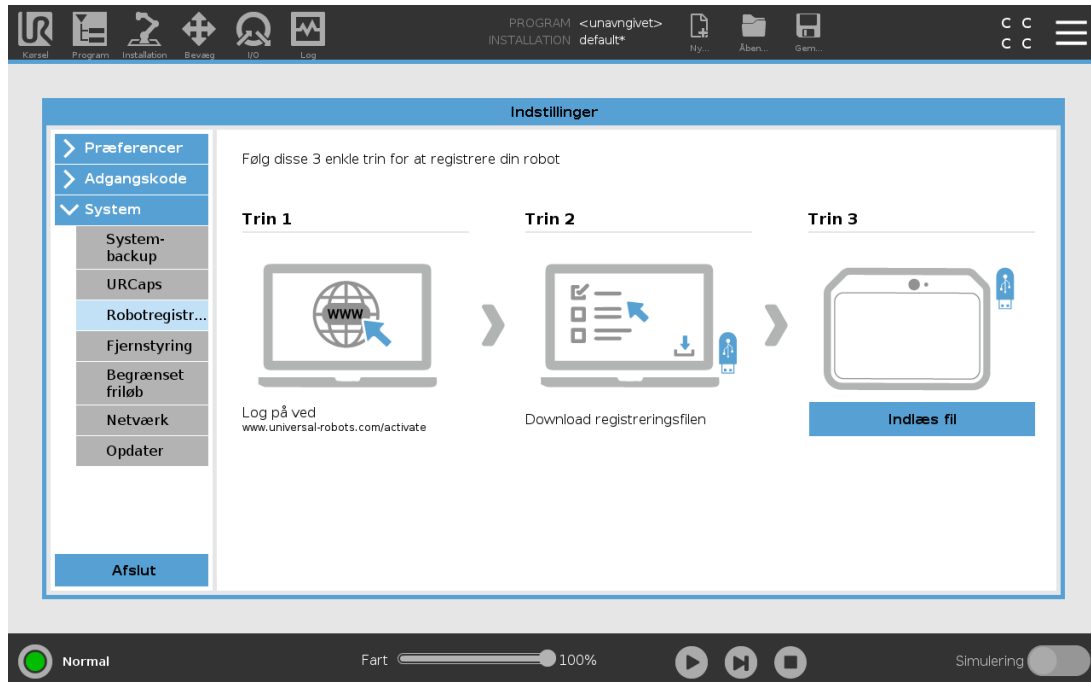 PROGRAM <unavngivet>
INSTALLATION default*
C C
C C
Kørsel Program Installation Bevæg I/O Log Ny... Åben... Gem...
Indstillinger
Præferencer
Adgangskode
System
System-
backup
URCaps
Robotregistr...
Fjernstyring
Begrænset
friløb
Netværk
Opdater
Afslut
Følg disse 3 enkle trin for at registrere din robot
Trin 1
www
Log på ved
www.universal-robots.com/activate
Trin 2
Download registreringsfilen
Trin 3
Indlæs fil
Normal
Fart 100%
Simulering